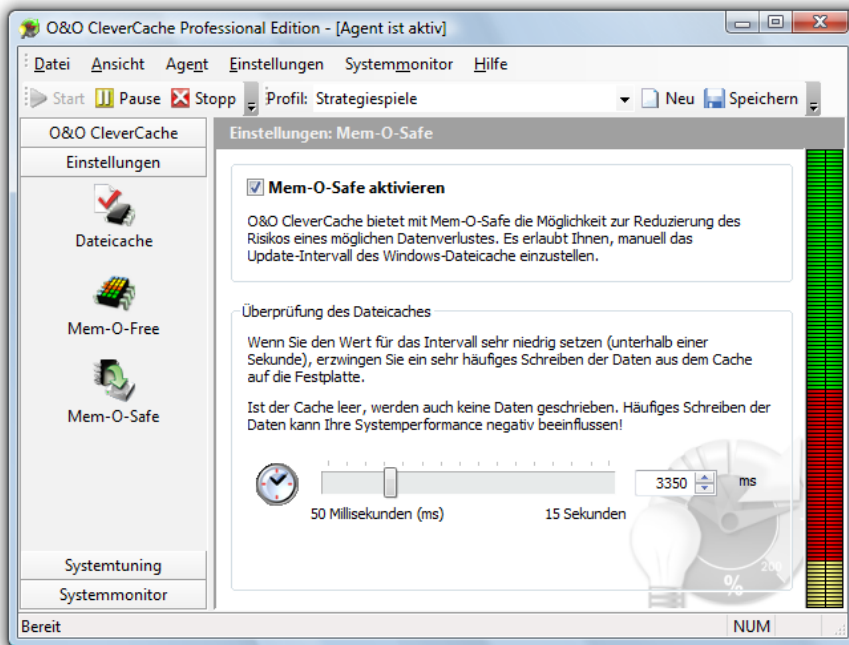 O&O CleverCache Professional Edition - [Agent ist aktiv]
Datei Ansicht Agent Einstellungen Systemmonitor Hilfe
Start Pause Stopp Profil: Strategiespiele Neu Speichern
O&O CleverCache
Einstellungen
Dateicache
Mem-O-Free
Mem-O-Safe
Systemtuning
Systemmonitor
Einstellungen: Mem-O-Safe
Mem-O-Safe aktivieren
O&O CleverCache bietet mit Mem-O-Safe die Möglichkeit zur Reduzierung des
Risikos eines möglichen Datenverlustes. Es erlaubt Ihnen, manuell das
Update-Intervall des Windows-Dateicache einzustellen.
Überprüfung des Dateicaches
Wenn Sie den Wert für das Intervall sehr niedrig setzen (unterhalb einer
Sekunde), erzwingen Sie ein sehr häufiges Schreiben der Daten aus dem Cache
auf die Festplatte.
Ist der Cache leer, werden auch keine Daten geschrieben. Häufiges Schreiben der
Daten kann Ihre Systemperformance negativ beeinflussen!
3350 ms
50 Millisekunden (ms) 15 Sekunden
200
%
Bereit NUM